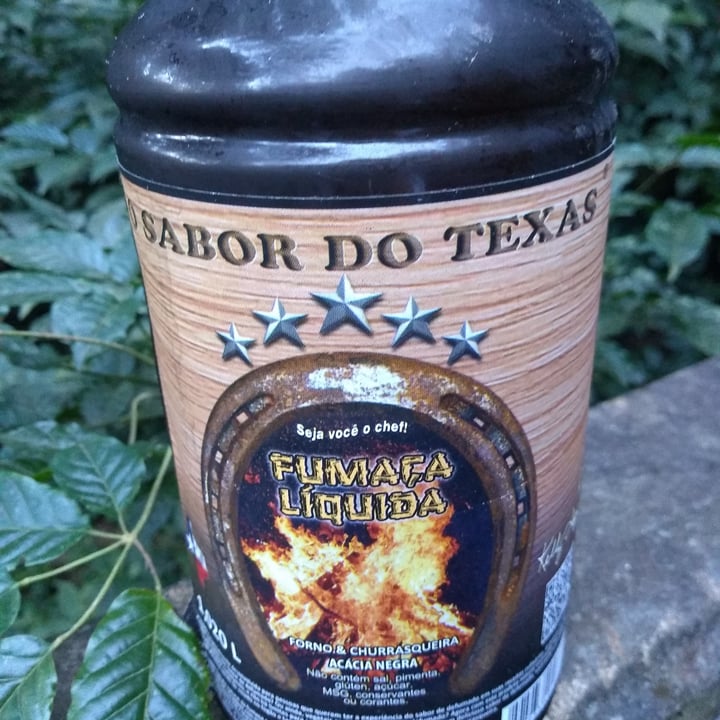 O SABOR DO TEXAS
Seja você o chef!
FUMAÇA
LÍQUIDA
1,020 L
FORNO & CHURRASQUEIRA
ACÁCIA NEGRA
Não contém sal, pimenta,
glúten, açúcar,
MSG, conservantes
ou corantes.